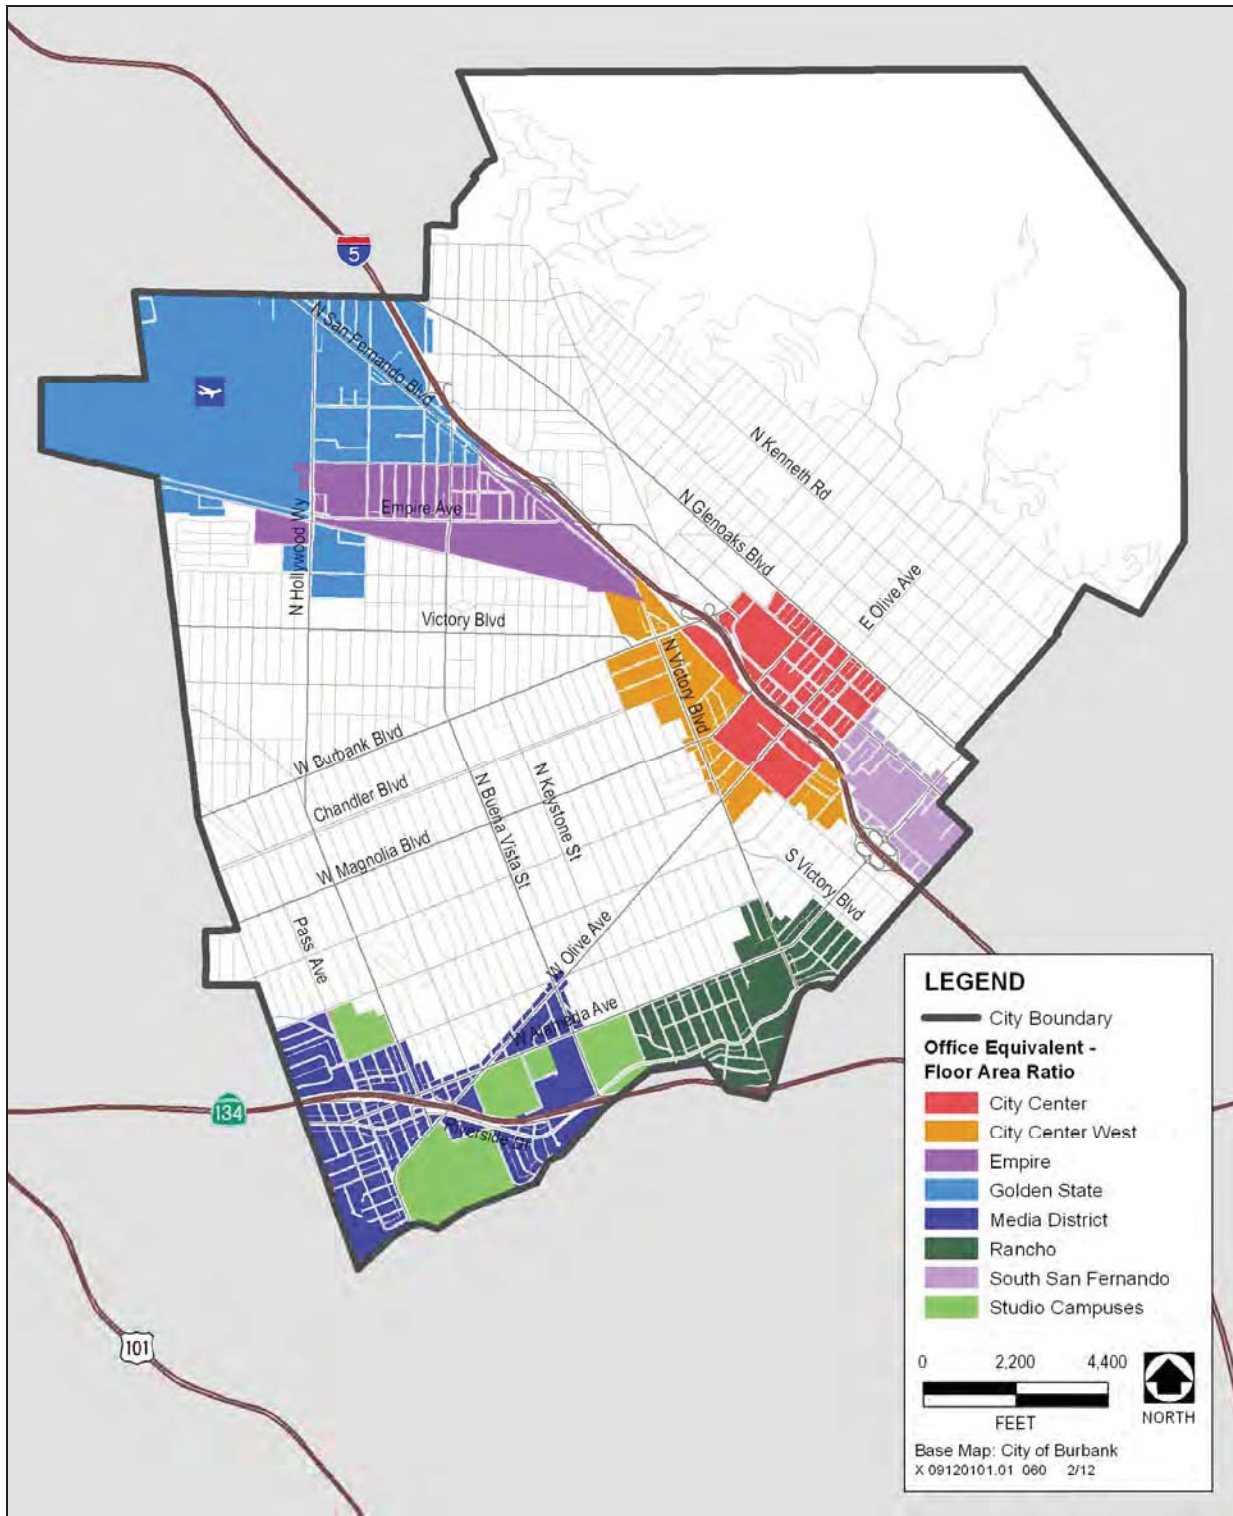 5
N San Fernando Blvd
N Kenneth Rd
N Glenoaks Blvd
Empire Ave
N Hollywood Wy
E Olive Ave
Victory Blvd
N Victory Blvd
W Burbank Blvd
Chandler Blvd
N Keystone St
N Buena Vista St
W Magnolia Blvd
S Victory Blvd
Pass Ave
W Olive Ave
W Alameda Ave
134
Riverside Dr
101
LEGEND
City Boundary
Office Equivalent -
Floor Area Ratio
City Center
City Center West
Empire
Golden State
Media District
Rancho
South San Fernando
Studio Campuses
0 2,200 4,400
FEET
NORTH
Base Map: City of Burbank
X 09120101.01 060 2/12